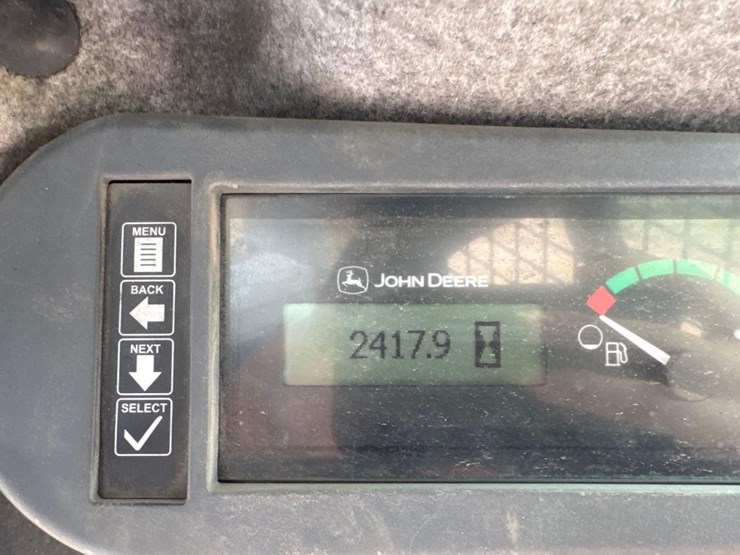 MENU
BACK
NEXT
SELECT
JOHN DEERE
2417.9